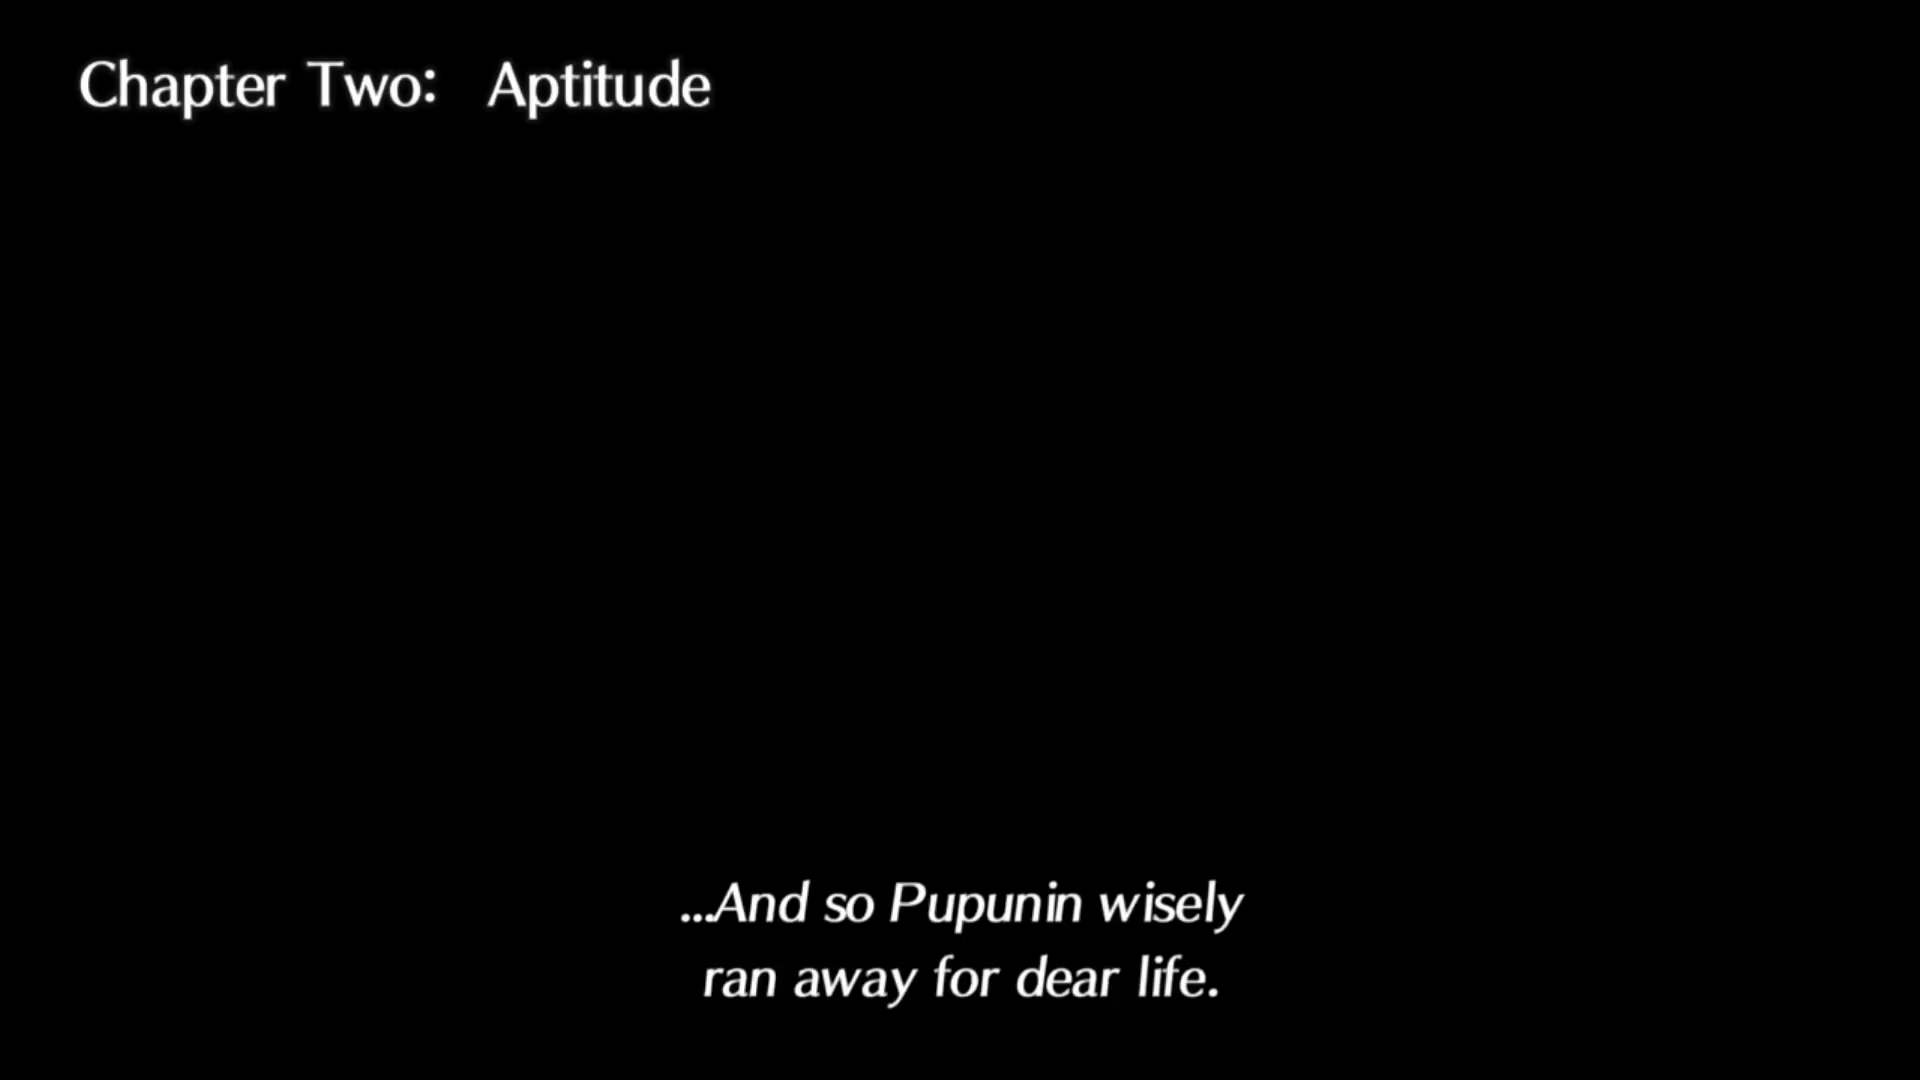 Chapter Two: Aptitude
...And so Pupunin wisely
ran away for dear life.